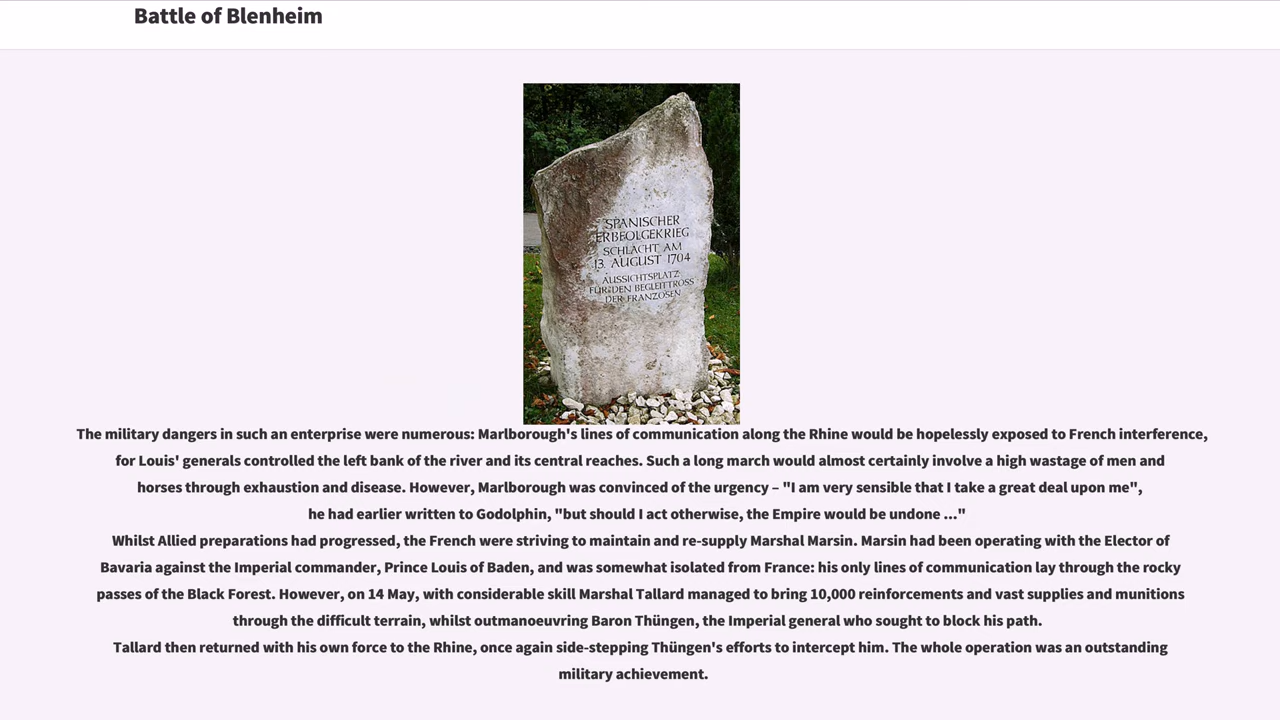 Battle of Blenheim
SPANISCHER
ERBFOLGEKRIEG
SCHLACHT AM
13. AUGUST 1704
AUSSICHTSPLATZ
FÜR DEN BEGLEITTROSS
DER FRANZOSEN
The military dangers in such an enterprise were numerous: Marlborough's lines of communication along the Rhine would be hopelessly exposed to French interference,
for Louis' generals controlled the left bank of the river and its central reaches. Such a long march would almost certainly involve a high wastage of men and
horses through exhaustion and disease. However, Marlborough was convinced of the urgency – "I am very sensible that I take a great deal upon me",
he had earlier written to Godolphin, "but should I act otherwise, the Empire would be undone ..."
Whilst Allied preparations had progressed, the French were striving to maintain and re-supply Marshal Marsin. Marsin had been operating with the Elector of
Bavaria against the Imperial commander, Prince Louis of Baden, and was somewhat isolated from France: his only lines of communication lay through the rocky
passes of the Black Forest. However, on 14 May, with considerable skill Marshal Tallard managed to bring 10,000 reinforcements and vast supplies and munitions
through the difficult terrain, whilst outmanoeuvring Baron Thüngen, the Imperial general who sought to block his path.
Tallard then returned with his own force to the Rhine, once again side-stepping Thüngen's efforts to intercept him. The whole operation was an outstanding
military achievement.